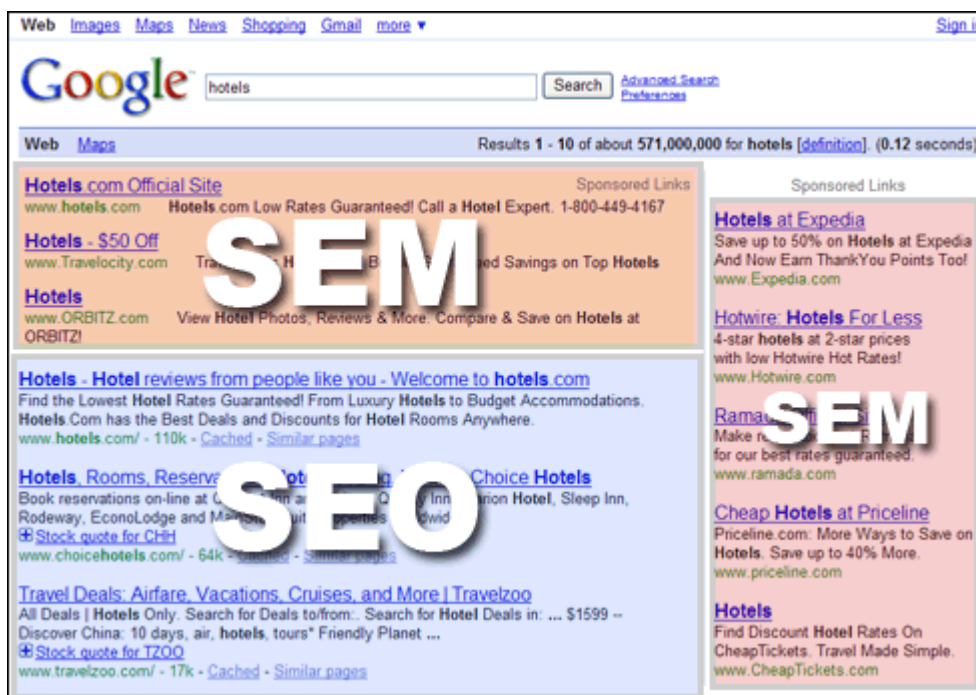 Web Images Maps News Shopping Gmail more ▼ Sign i
Google hotels Search Advanced Search
Preferences
Web Maps Results 1 - 10 of about 571,000,000 for hotels [definition]. (0.12 seconds)
Hotels.com Official Site Sponsored Links
www.hotels.com Hotels.com Low Rates Guaranteed! Call a Hotel Expert. 1-800-449-4167
Hotels - $50 Off
www.Travelocity.com Savings on Top Hotels
Hotels
www.ORBITZ.com View Hotel Photos, Reviews & More. Compare & Save on Hotels at
ORBITZ!
SEM
Hotels - Hotel reviews from people like you - Welcome to hotels.com
Find the Lowest Hotel Rates Guaranteed! From Luxury Hotels to Budget Accommodations.
Hotels.Com has the Best Deals and Discounts for Hotel Rooms Anywhere.
www.hotels.com/ - 110k - Cached - Similar pages
Hotels, Rooms, Choice Hotels
Book reservations on-line at Hotel, Sleep Inn,
Rodeway, EconoLodge and
Stock quote for CHH
www.choicehotels.com/ - 64k - Cached - Similar pages
SEO
Travel Deals: Airfare, Vacations, Cruises, and More | Travelzoo
All Deals | Hotels Only. Search for Deals to/from:. Search for Hotel Deals in: ... $1599 --
Discover China: 10 days, air, hotels, tours* Friendly Planet ...
Stock quote for TZOO
www.travelzoo.com/ - 17k - Cached - Similar pages
Sponsored Links
Hotels at Expedia
Save up to 50% on Hotels at Expedia
And Now Earn ThankYou Points Too!
www.Expedia.com
Hotwire: Hotels For Less
4-star hotels at 2-star prices
with low Hotwire Hot Rates!
www.Hotwire.com
Make
for our best rates guaranteed.
www.ramada.com
SEM
Cheap Hotels at Priceline
Priceline.com: More Ways to Save on
Hotels. Save up to 40% More.
www.priceline.com
Hotels
Find Discount Hotel Rates On
CheapTickets. Travel Made Simple.
www.CheapTickets.com